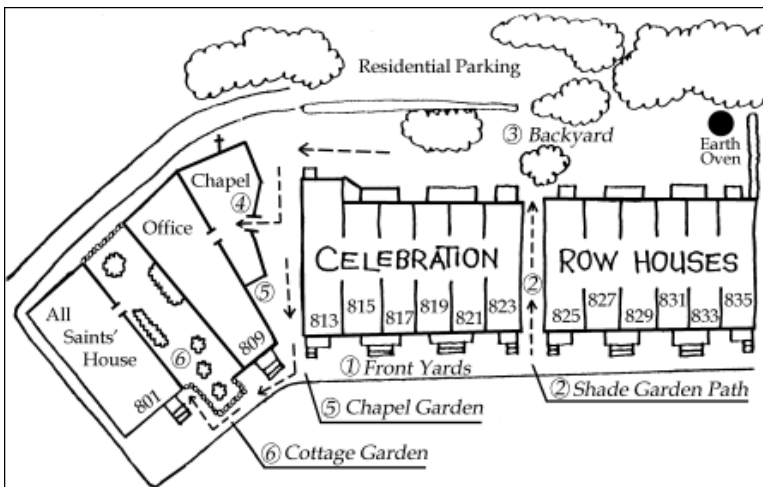 Residential Parking
③ Backyard
Earth
Oven
Chapel
④
Office
CELEBRATION
ROW HOUSES
②
⑤
813
815
817
819
821
823
825
827
829
831
833
835
All
Saints'
House
⑥
809
801
① Front Yards
② Shade Garden Path
⑤ Chapel Garden
⑥ Cottage Garden